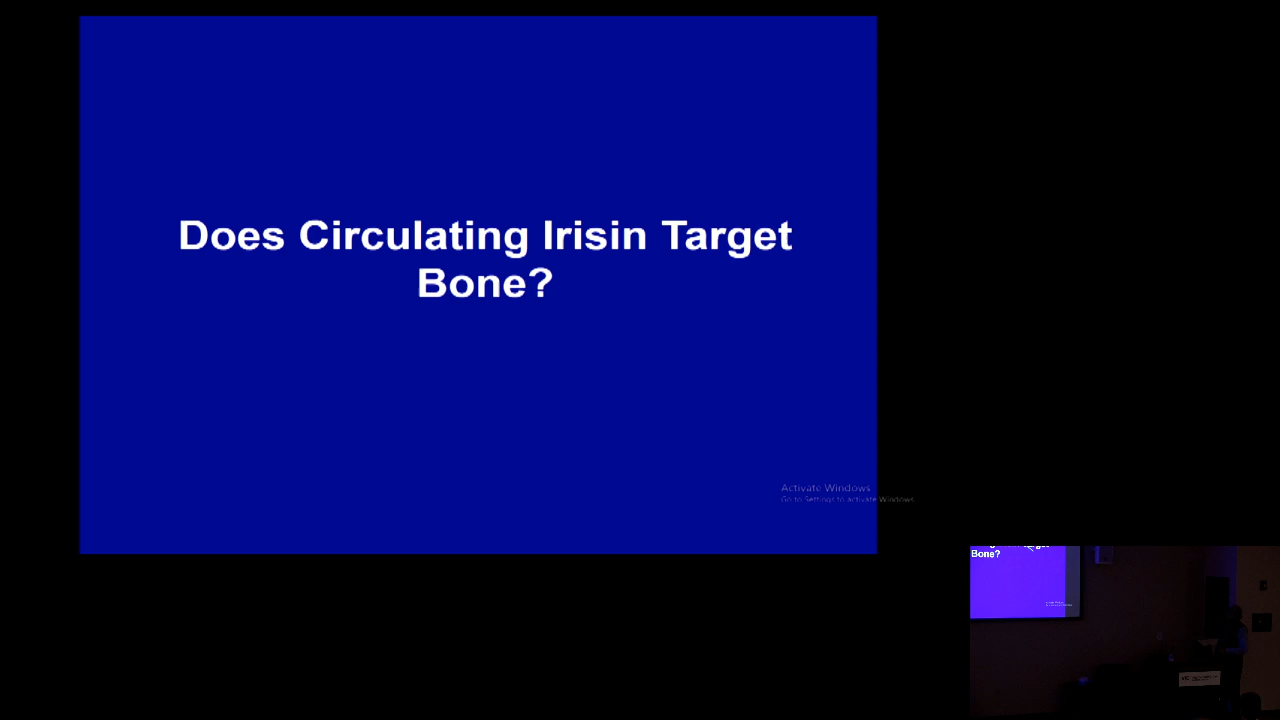 Does Circulating Irisin Target
Bone?
Activate Windows
Go to Settings to activate Windows.
Bone?